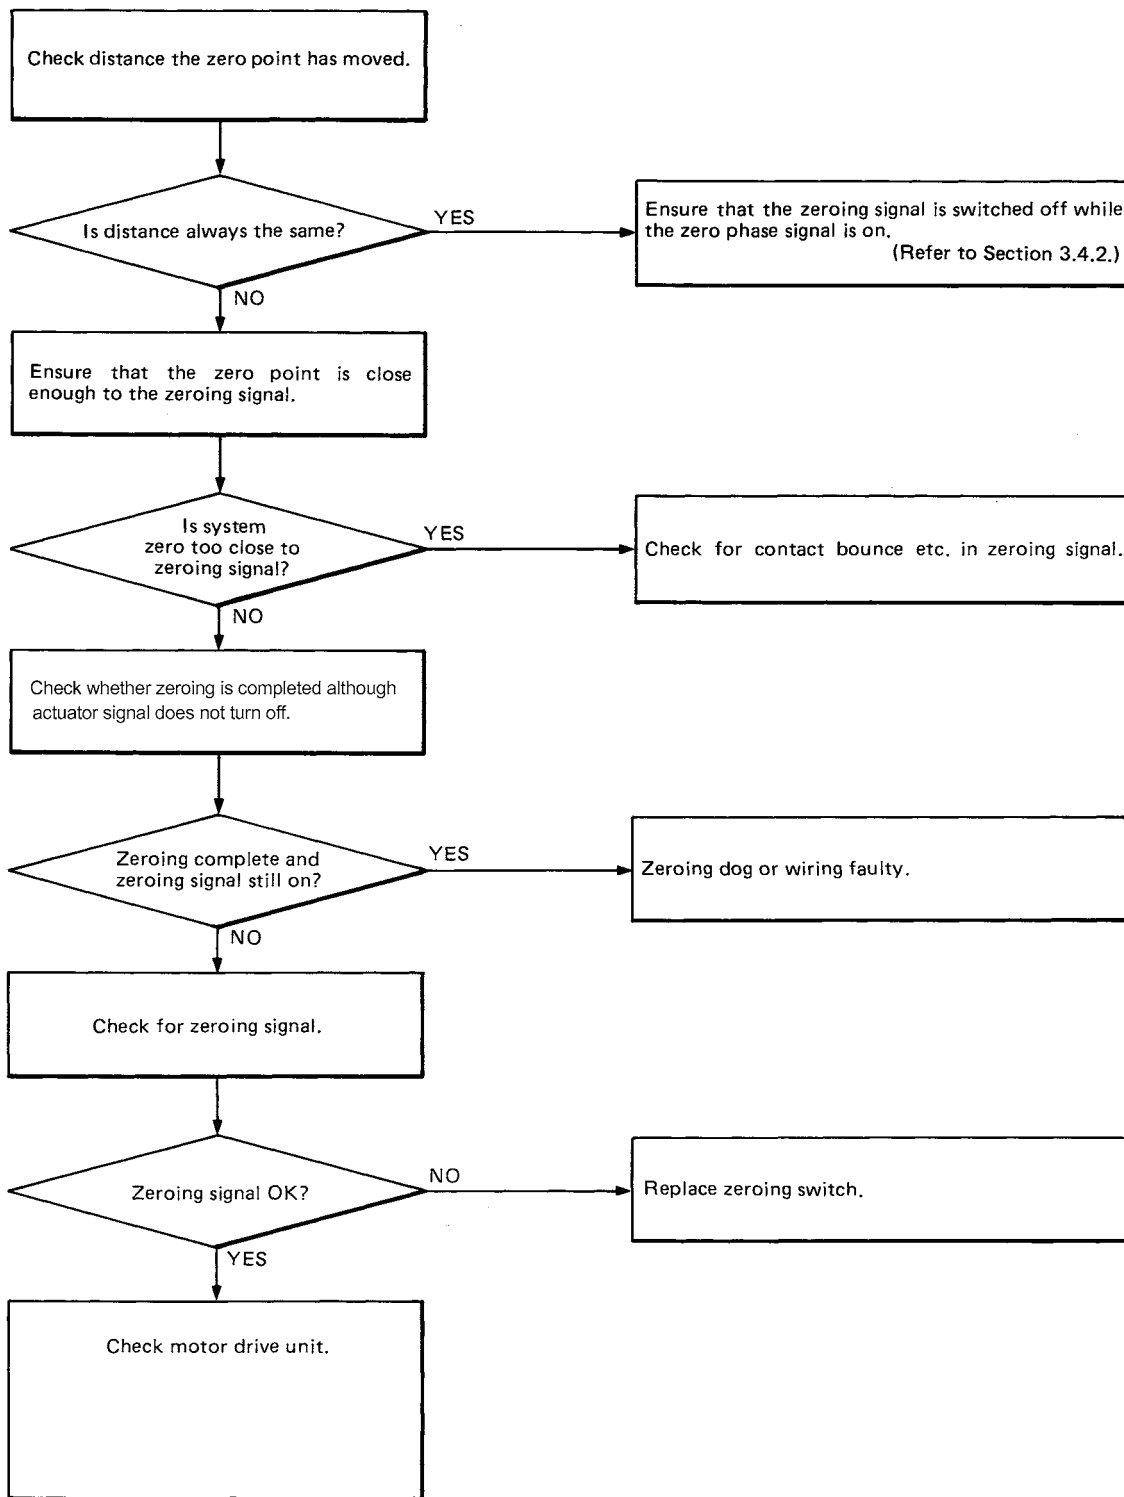 Check distance the zero point has moved.
Is distance always the same?
YES
Ensure that the zeroing signal is switched off while
the zero phase signal is on.
(Refer to Section 3.4.2.)
NO
Ensure that the zero point is close
enough to the zeroing signal.
Is system
zero too close to
zeroing signal?
YES
Check for contact bounce etc. in zeroing signal.
NO
Check whether zeroing is completed although
actuator signal does not turn off.
Zeroing complete and
zeroing signal still on?
YES
Zeroing dog or wiring faulty.
NO
Check for zeroing signal.
Zeroing signal OK?
NO
Replace zeroing switch.
YES
Check motor drive unit.